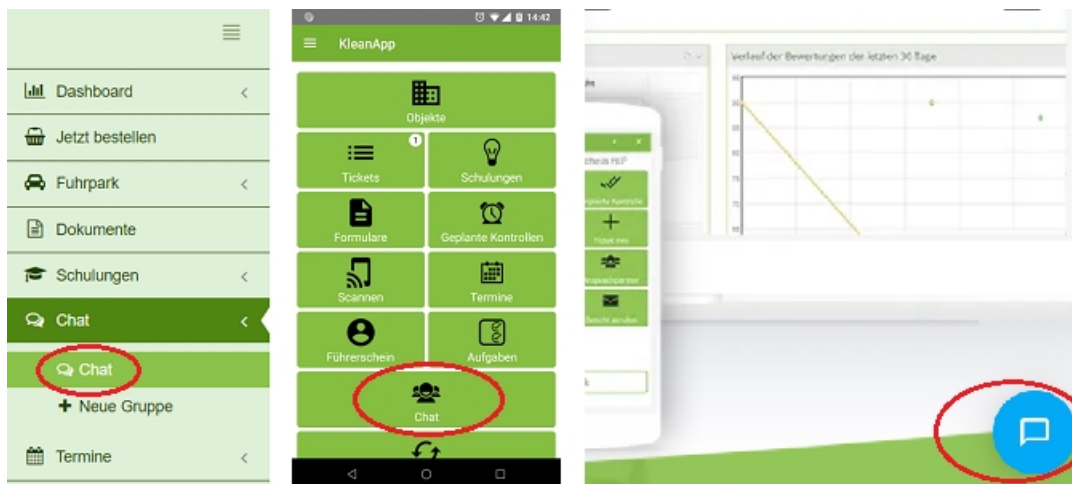 Dashboard
Jetzt bestellen
Fuhrpark
Dokumente
Schulungen
Chat
Chat
Neue Gruppe
Termine
14:42
KleanApp
Objekte
1
Tickets
Schulungen
Formulare
Geplante Kontrollen
Scannen
Termine
Führerschein
Aufgaben
Chat
Verlauf der Bewertungen der letzten 30 Tage